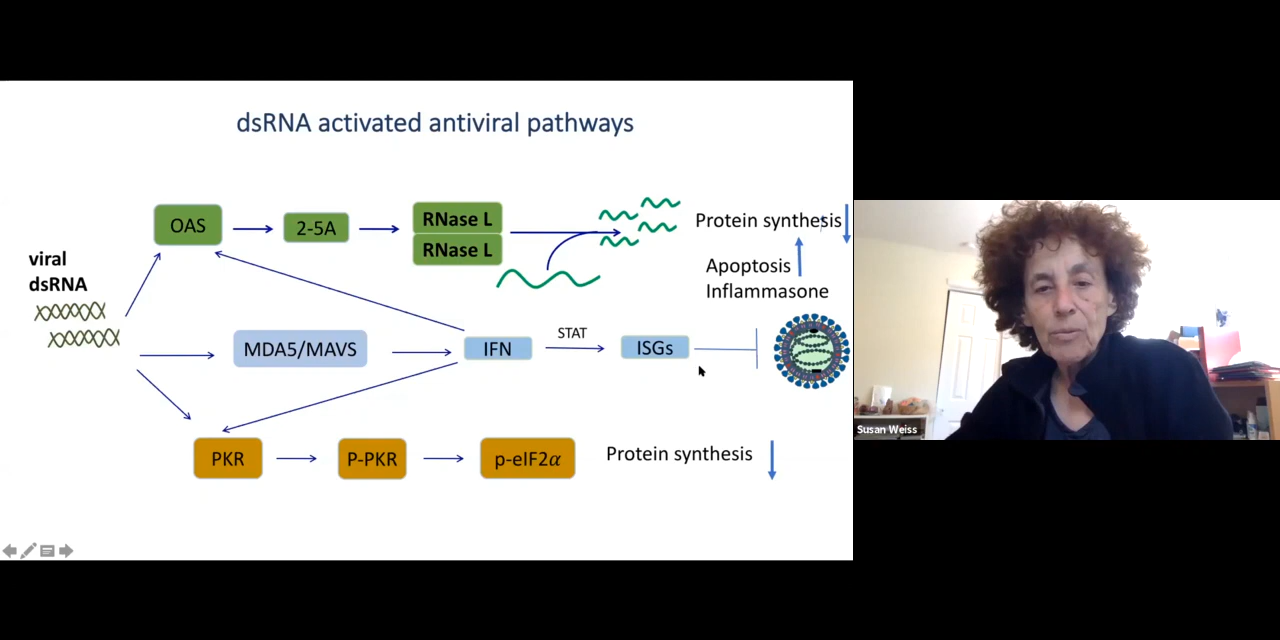 dsRNA activated antiviral pathways
viral
dsRNA
OAS
2-5A
RNase L
RNase L
Protein synthesis
Apoptosis
Inflammasone
MDA5/MAVS
IFN
STAT
ISGs
PKR
P-PKR
p-eIF2α
Protein synthesis
Susan Weiss